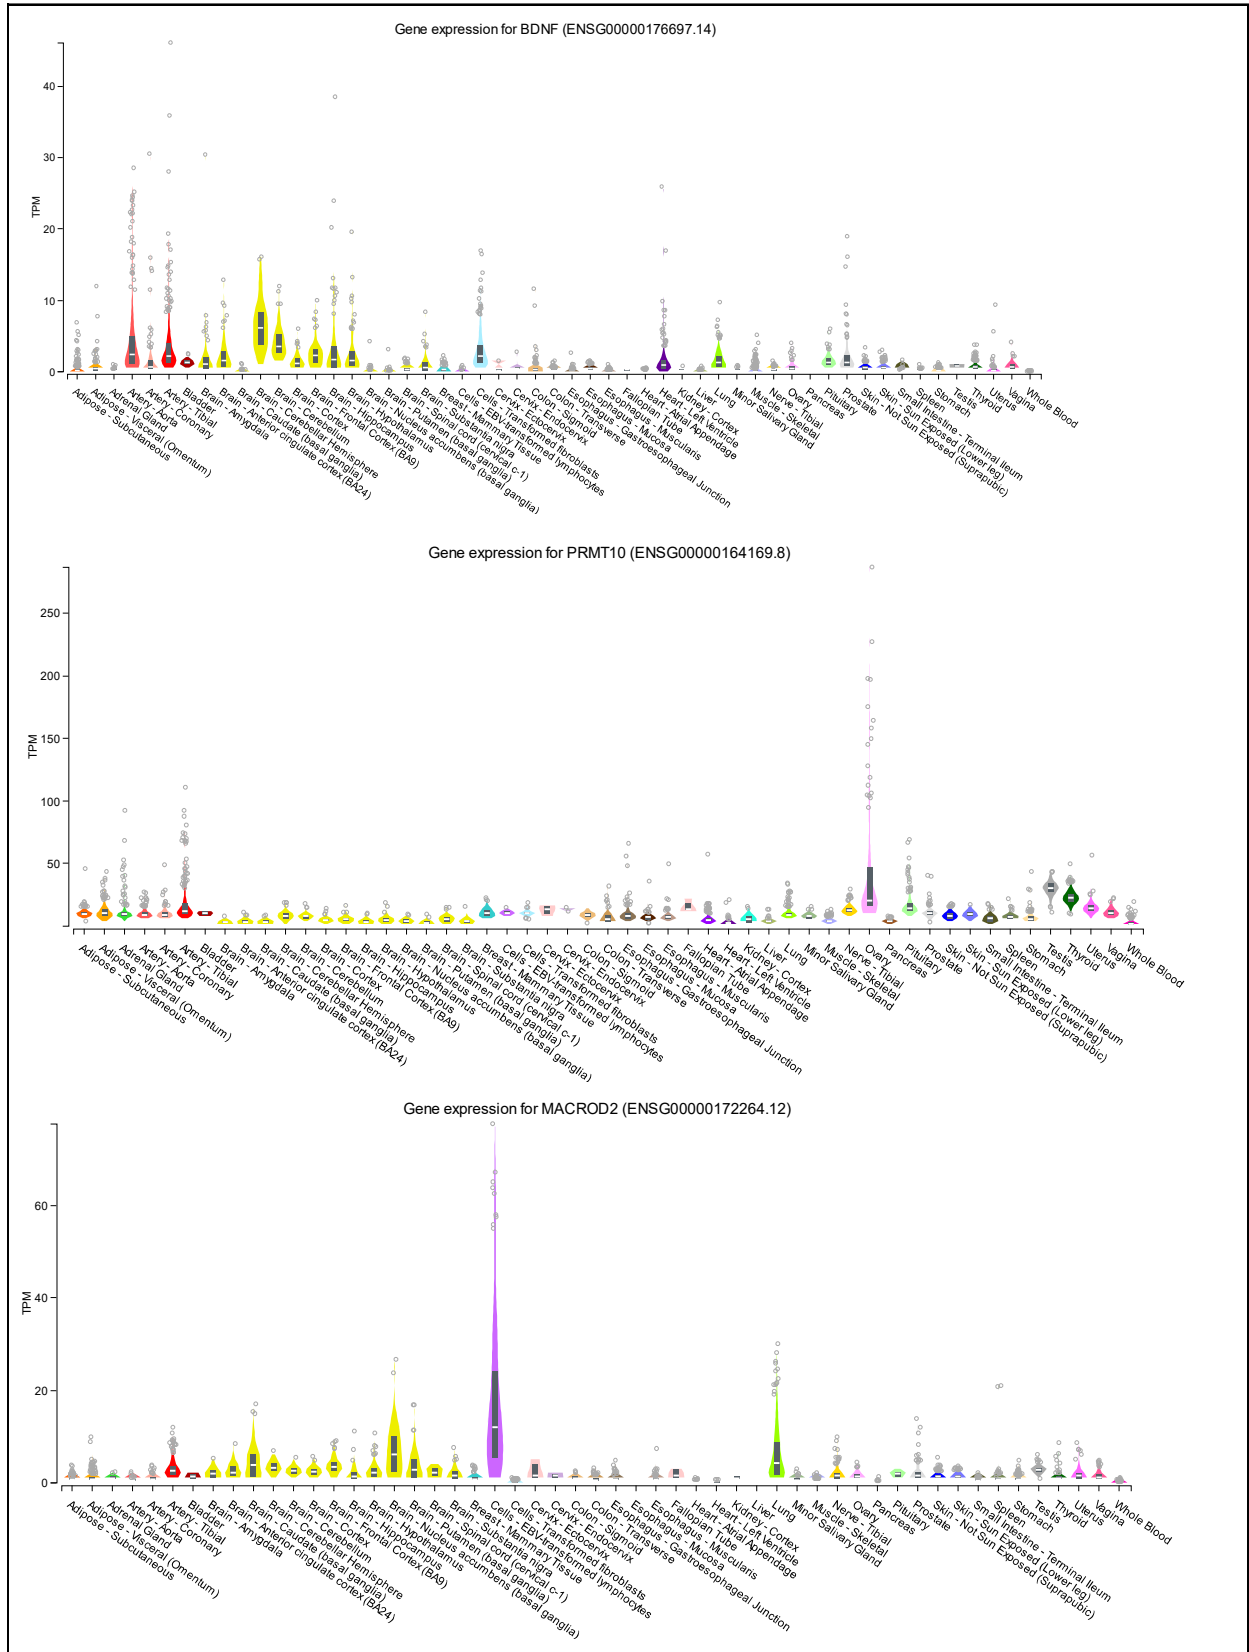 Gene expression for BDNF (ENSG00000176697.14)
TPM
40
30
20
10
0
Adipose - Subcutaneous
Adipose - Visceral (Omentum)
Adrenal Gland
Artery - Aorta
Artery - Coronary
Artery - Tibial
Bladder
Brain - Amygdala
Brain - Anterior cingulate cortex (BA24)
Brain - Caudate (basal ganglia)
Brain - Cerebellar Hemisphere
Brain - Cerebellum
Brain - Cortex
Brain - Frontal Cortex (BA9)
Brain - Hippocampus
Brain - Hypothalamus
Brain - Nucleus accumbens (basal ganglia)
Brain - Putamen (basal ganglia)
Brain - Spinal cord (cervical c-1)
Brain - Substantia nigra
Breast - Mammary Tissue
Cells - EBV-transformed lymphocytes
Cells - Transformed fibroblasts
Cervix - Ectocervix
Cervix - Endocervix
Colon - Sigmoid
Colon - Transverse
Esophagus - Gastroesophageal Junction
Esophagus - Mucosa
Esophagus - Muscularis
Fallopian Tube
Heart - Atrial Appendage
Heart - Left Ventricle
Kidney - Cortex
Liver
Lung
Minor Salivary Gland
Muscle - Skeletal
Nerve - Tibial
Ovary
Pancreas
Pituitary
Prostate
Skin - Not Sun Exposed (Suprapubic)
Skin - Sun Exposed (Lower leg)
Small Intestine - Terminal Ileum
Spleen
Stomach
Testis
Thyroid
Uterus
Vagina
Whole Blood
Gene expression for PRMT10 (ENSG00000164169.8)
TPM
250
200
150
100
50
Adipose - Subcutaneous
Adipose - Visceral (Omentum)
Adrenal Gland
Artery - Aorta
Artery - Coronary
Artery - Tibial
Bladder
Brain - Amygdala
Brain - Anterior cingulate cortex (BA24)
Brain - Caudate (basal ganglia)
Brain - Cerebellar Hemisphere
Brain - Cerebellum
Brain - Cortex
Brain - Frontal Cortex (BA9)
Brain - Hippocampus
Brain - Hypothalamus
Brain - Nucleus accumbens (basal ganglia)
Brain - Putamen (basal ganglia)
Brain - Spinal cord (cervical c-1)
Brain - Substantia nigra
Breast - Mammary Tissue
Cells - EBV-transformed lymphocytes
Cells - Transformed fibroblasts
Cervix - Ectocervix
Cervix - Endocervix
Colon - Sigmoid
Colon - Transverse
Esophagus - Gastroesophageal Junction
Esophagus - Mucosa
Esophagus - Muscularis
Fallopian Tube
Heart - Atrial Appendage
Heart - Left Ventricle
Kidney - Cortex
Liver
Lung
Minor Salivary Gland
Muscle - Skeletal
Nerve - Tibial
Ovary
Pancreas
Pituitary
Prostate
Skin - Not Sun Exposed (Suprapubic)
Skin - Sun Exposed (Lower leg)
Small Intestine - Terminal Ileum
Spleen
Stomach
Testis
Thyroid
Uterus
Vagina
Whole Blood
Gene expression for MACROD2 (ENSG00000172264.12)
TPM
60
40
20
0
Adipose - Subcutaneous
Adipose - Visceral (Omentum)
Adrenal Gland
Artery - Aorta
Artery - Coronary
Artery - Tibial
Bladder
Brain - Amygdala
Brain - Anterior cingulate cortex (BA24)
Brain - Caudate (basal ganglia)
Brain - Cerebellar Hemisphere
Brain - Cerebellum
Brain - Cortex
Brain - Frontal Cortex (BA9)
Brain - Hippocampus
Brain - Hypothalamus
Brain - Nucleus accumbens (basal ganglia)
Brain - Putamen (basal ganglia)
Brain - Spinal cord (cervical c-1)
Brain - Substantia nigra
Breast - Mammary Tissue
Cells - EBV-transformed lymphocytes
Cells - Transformed fibroblasts
Cervix - Ectocervix
Cervix - Endocervix
Colon - Sigmoid
Colon - Transverse
Esophagus - Gastroesophageal Junction
Esophagus - Mucosa
Esophagus - Muscularis
Fallopian Tube
Heart - Atrial Appendage
Heart - Left Ventricle
Kidney - Cortex
Liver
Lung
Minor Salivary Gland
Muscle - Skeletal
Nerve - Tibial
Ovary
Pancreas
Pituitary
Prostate
Skin - Not Sun Exposed (Suprapubic)
Skin - Sun Exposed (Lower leg)
Small Intestine - Terminal Ileum
Spleen
Stomach
Testis
Thyroid
Uterus
Vagina
Whole Blood